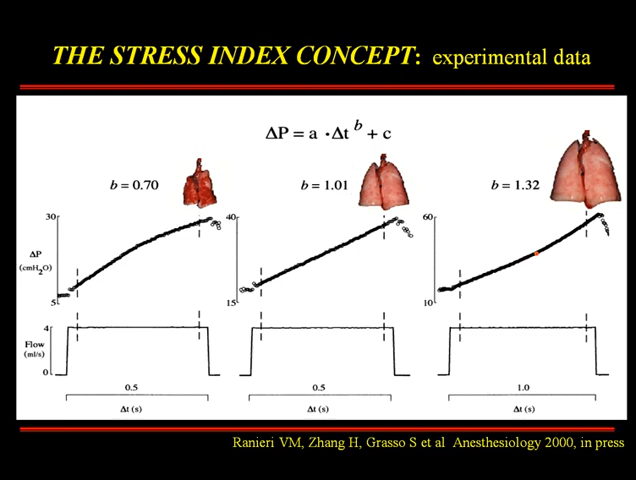 THE STRESS INDEX CONCEPT: experimental data
ΔP = a · Δt^b + c
b = 0.70
b = 1.01
b = 1.32
30
ΔP
(cmH₂O)
5
40
15
60
10
4
Flow
(ml/s)
0
0.5
0.5
1.0
Δt (s)
Δt (s)
Δt (s)
Ranieri VM, Zhang H, Grasso S et al Anesthesiology 2000, in press